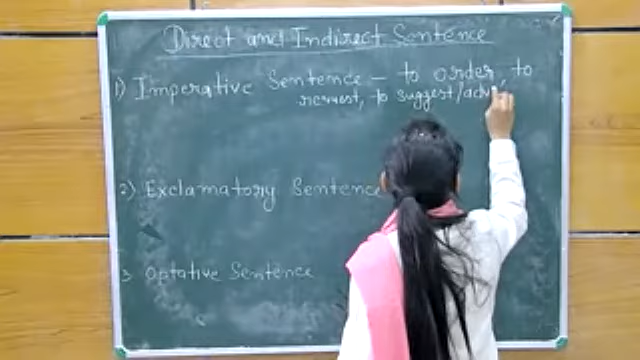 Direct and Indirect Sentence
1) Imperative Sentence – to order, to
request, to suggest/adv
2) Exclamatory Sentence
3 Optative Sentence